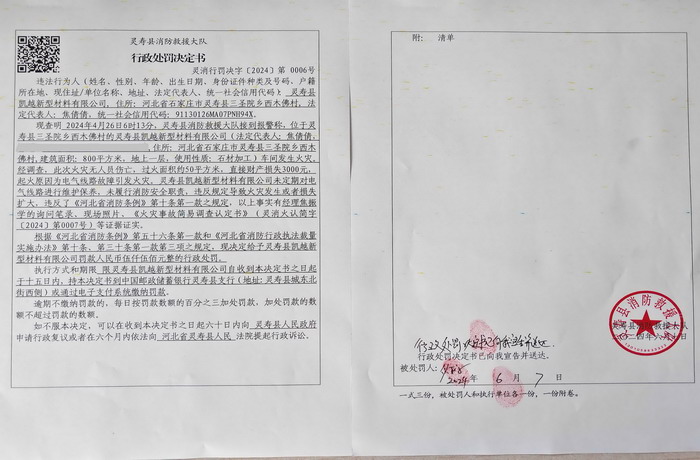 灵寿县消防救援大队
行政处罚决定书
灵消行罚决字〔2024〕第 0006号
违法行为人（姓名、性别、年龄、出生日期、身份证件种类及号码、户籍
所在地、现住址/单位名称、地址、法定代表人、统一社会信用代码）：灵寿县
凯越新型材料有限公司，住所：河北省石家庄市灵寿县三圣院乡西木佛村，法
定代表人：焦倩倩，统一社会信用代码：91130126MA07PNH94X。
现查明 2024年4月26日6时13分，灵寿县消防救援大队接到报警称，位于灵
寿县三圣院乡西木佛村的灵寿县凯越新型材料有限公司（法定代表人：焦倩倩，
，住所：河北省石家庄市灵寿县三圣院乡西木佛
村，建筑面积：800平方米，地上一层，使用性质：石材加工）车间发生火灾。
经调查，此次火灾无人员伤亡，过火面积约50平方米，直接财产损失3000元，
起火原因为电气线路故障引发火灾。灵寿县凯越新型材料有限公司未定期对电
气线路进行维护保养，未履行消防安全职责，违反规定导致火灾发生或者损失
扩大，违反了《河北省消防条例》第十条第一款之规定，以上事实有经理焦振
学的询问笔录，现场照片、《火灾事故简易调查认定书》（灵消火认简字
〔2024〕第0007号）等证据证实。
根据《河北省消防条例》第五十六条第一款和《河北省消防行政执法裁量
实施办法》第十条、第三十条第一款第三项之规定，现决定给予灵寿县凯越新
型材料有限公司罚款人民币伍仟伍佰元整的行政处罚。
执行方式和期限 限灵寿县凯越新型材料有限公司自收到本决定书之日起
于十五日内，持本决定书到中国邮政储蓄银行灵寿县支行（地址：灵寿县城东
北街西侧）或通过电子支付系统缴纳罚款。
逾期不缴纳罚款的，每日按罚款数额的百分之三加处罚款，加处罚款的数
额不超过罚款数额。
如不服本决定，可以在收到本决定书之日起六十日内向 灵寿县人民政府
申请行政复议或者在六个月内依法向 灵寿县人民 法院提起行政诉讼。
附：清单
灵寿县消防救援大队
二〇二四年六月七日
行政处罚决定书已向我宣告并送达
行政处罚决定书已向我宣告并送达。
被处罚人：
2024 年 6 月 7 日
一式三份，被处罚人和执行单位各一份，一份附卷。